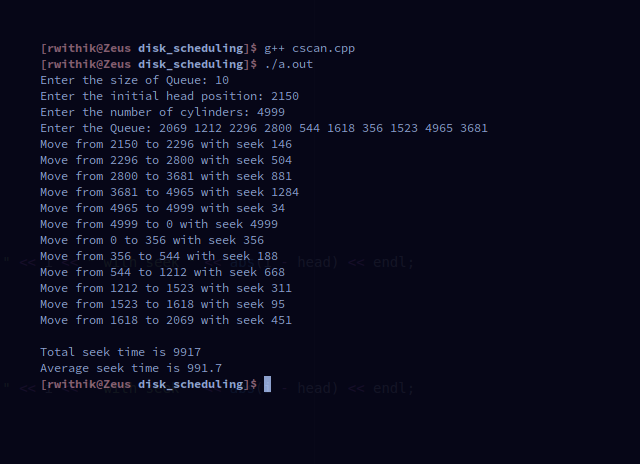 [rwithik@Zeus disk_scheduling]$ g++ cscan.cpp
[rwithik@Zeus disk_scheduling]$ ./a.out
Enter the size of Queue: 10
Enter the initial head position: 2150
Enter the number of cylinders: 4999
Enter the Queue: 2069 1212 2296 2800 544 1618 356 1523 4965 3681
Move from 2150 to 2296 with seek 146
Move from 2296 to 2800 with seek 504
Move from 2800 to 3681 with seek 881
Move from 3681 to 4965 with seek 1284
Move from 4965 to 4999 with seek 34
Move from 4999 to 0 with seek 4999
Move from 0 to 356 with seek 356
Move from 356 to 544 with seek 188
Move from 544 to 1212 with seek 668
Move from 1212 to 1523 with seek 311
Move from 1523 to 1618 with seek 95
Move from 1618 to 2069 with seek 451
Total seek time is 9917
Average seek time is 991.7
[rwithik@Zeus disk_scheduling]$